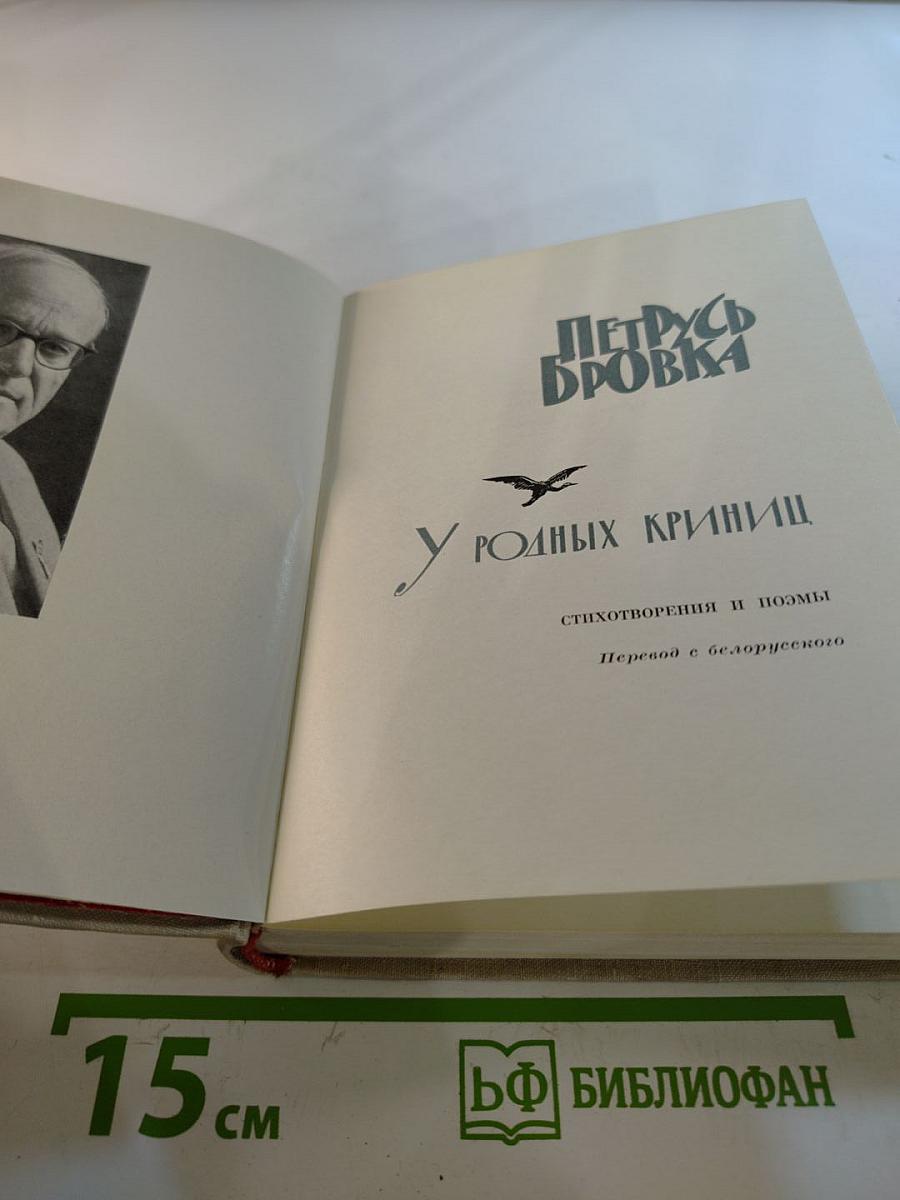 ПЕТРУСЬ
БРОВКА
У РОДНЫХ КРИНИЦ
СТИХОТВОРЕНИЯ И ПОЭМЫ
Перевод с белорусского
15 см
БФ БИБЛИОФАН